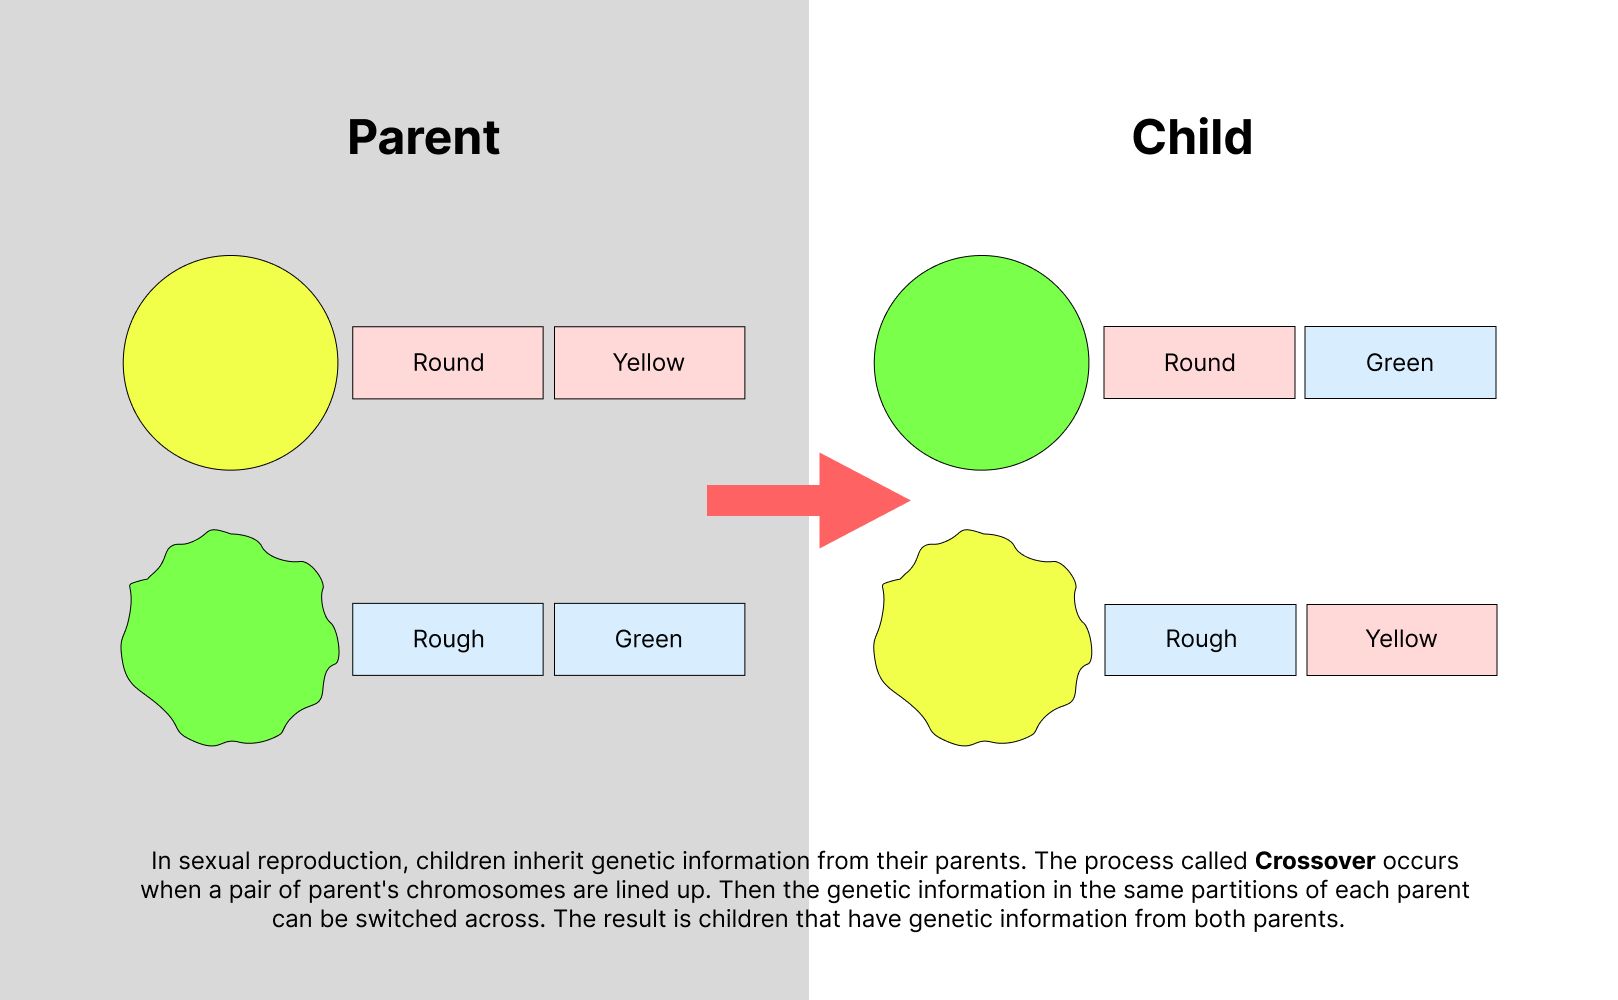 Parent
Child
Round
Yellow
Round
Green
Rough
Green
Rough
Yellow
In sexual reproduction, children inherit genetic information from their parents. The process called Crossover occurs
when a pair of parent's chromosomes are lined up. Then the genetic information in the same partitions of each parent
can be switched across. The result is children that have genetic information from both parents.